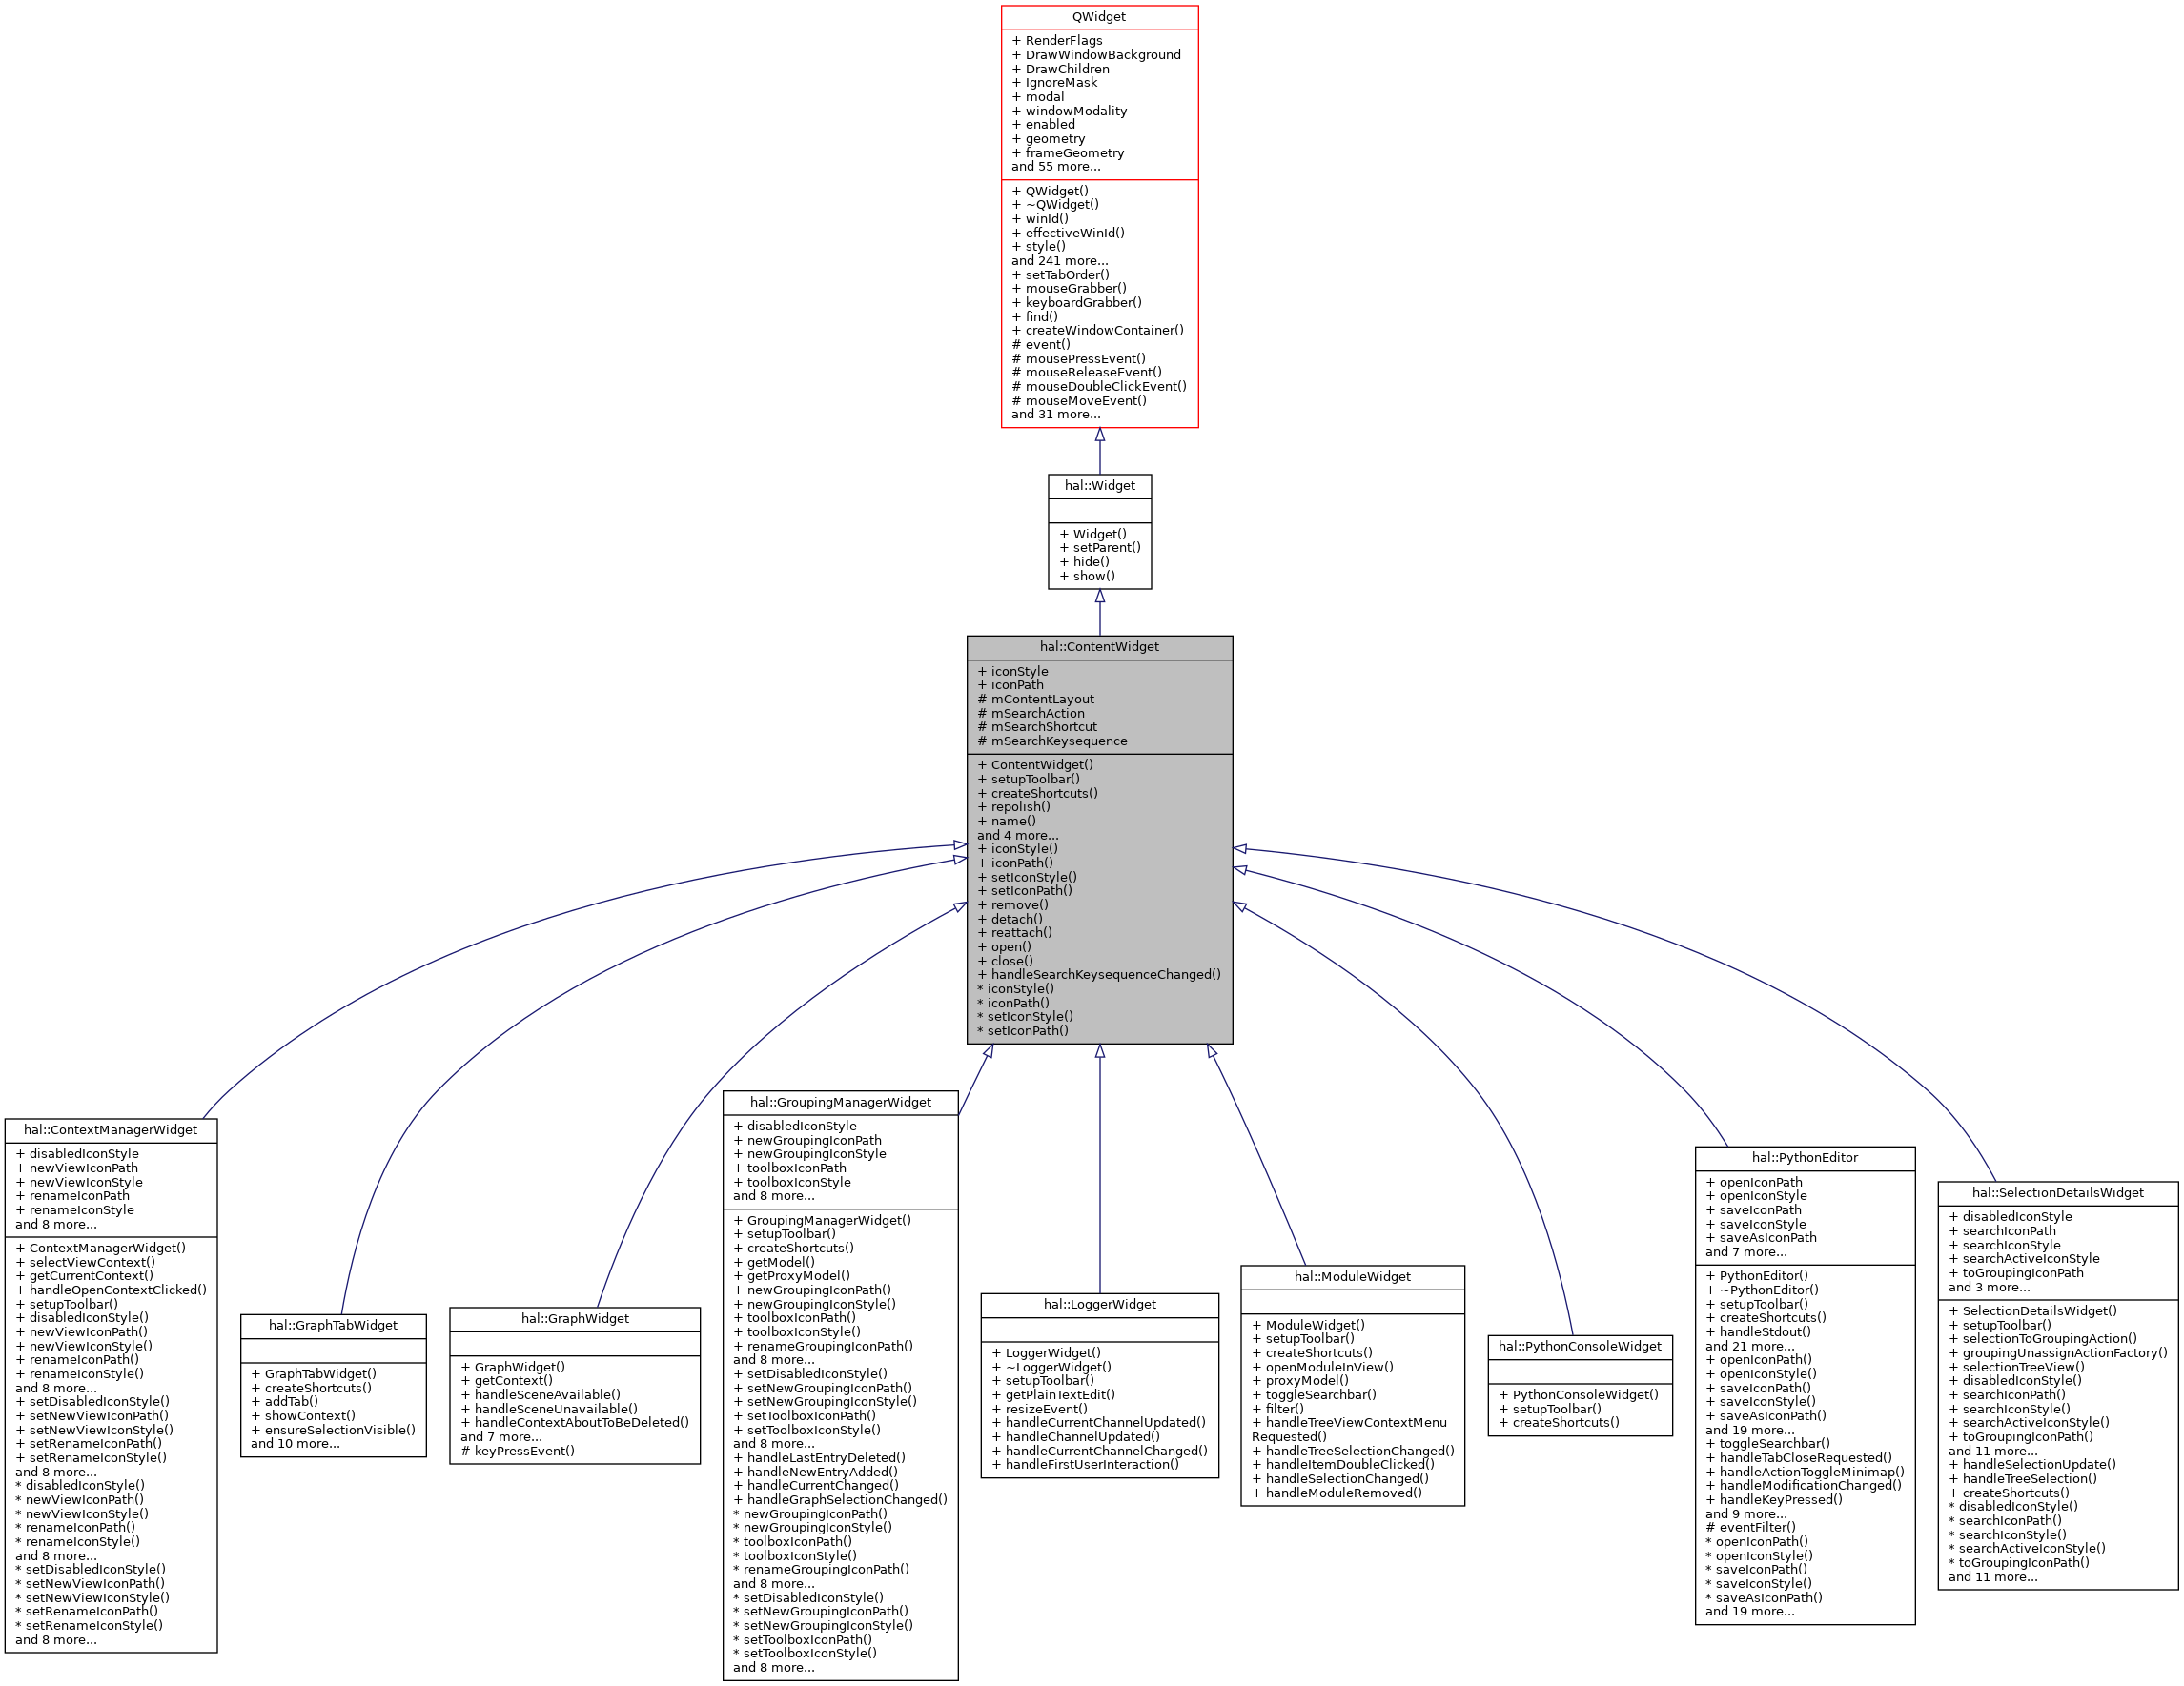 QWidget
+ RenderFlags
+ DrawWindowBackground
+ DrawChildren
+ IgnoreMask
+ modal
+ windowModality
+ enabled
+ geometry
+ frameGeometry
and 55 more...
+ QWidget()
+ ~QWidget()
+ winId()
+ effectiveWinId()
+ style()
and 241 more...
+ setTabOrder()
+ mouseGrabber()
+ keyboardGrabber()
+ find()
+ createWindowContainer()
# event()
# mousePressEvent()
# mouseReleaseEvent()
# mouseDoubleClickEvent()
# mouseMoveEvent()
and 31 more...
hal::Widget
+ Widget()
+ setParent()
+ hide()
+ show()
hal::ContentWidget
+ iconStyle
+ iconPath
# mContentLayout
# mSearchAction
# mSearchShortcut
# mSearchKeysequence
+ ContentWidget()
+ setupToolbar()
+ createShortcuts()
+ repolish()
+ name()
and 4 more...
+ iconStyle()
+ iconPath()
+ setIconStyle()
+ setIconPath()
+ remove()
+ detach()
+ reattach()
+ open()
+ close()
+ handleSearchKeysequenceChanged()
* iconStyle()
* iconPath()
* setIconStyle()
* setIconPath()
hal::ContextManagerWidget
+ disabledIconStyle
+ newViewIconPath
+ newViewIconStyle
+ renameIconPath
+ renameIconStyle
and 8 more...
+ ContextManagerWidget()
+ selectViewContext()
+ getCurrentContext()
+ handleOpenContextClicked()
+ setupToolbar()
+ disabledIconStyle()
+ newViewIconPath()
+ newViewIconStyle()
+ renameIconPath()
+ renameIconStyle()
and 8 more...
+ setDisabledIconStyle()
+ setNewViewIconPath()
+ setNewViewIconStyle()
+ setRenameIconPath()
+ setRenameIconStyle()
and 8 more...
* disabledIconStyle()
* newViewIconPath()
* newViewIconStyle()
* renameIconPath()
* renameIconStyle()
and 8 more...
* setDisabledIconStyle()
* setNewViewIconPath()
* setNewViewIconStyle()
* setRenameIconPath()
* setRenameIconStyle()
and 8 more...
hal::GraphTabWidget
+ GraphTabWidget()
+ createShortcuts()
+ addTab()
+ showContext()
+ ensureSelectionVisible()
and 10 more...
hal::GraphWidget
+ GraphWidget()
+ getContext()
+ handleSceneAvailable()
+ handleSceneUnavailable()
+ handleContextAboutToBeDeleted()
and 7 more...
# keyPressEvent()
hal::GroupingManagerWidget
+ disabledIconStyle
+ newGroupingIconPath
+ newGroupingIconStyle
+ toolboxIconPath
+ toolboxIconStyle
and 8 more...
+ GroupingManagerWidget()
+ setupToolbar()
+ createShortcuts()
+ getModel()
+ getProxyModel()
+ newGroupingIconPath()
+ newGroupingIconStyle()
+ toolboxIconPath()
+ toolboxIconStyle()
+ renameGroupingIconPath()
and 8 more...
+ setDisabledIconStyle()
+ setNewGroupingIconPath()
+ setNewGroupingIconStyle()
+ setToolboxIconPath()
+ setToolboxIconStyle()
and 8 more...
+ handleLastEntryDeleted()
+ handleNewEntryAdded()
+ handleCurrentChanged()
+ handleGraphSelectionChanged()
* newGroupingIconPath()
* newGroupingIconStyle()
* toolboxIconPath()
* toolboxIconStyle()
* renameGroupingIconPath()
and 8 more...
* setDisabledIconStyle()
* setNewGroupingIconPath()
* setNewGroupingIconStyle()
* setToolboxIconPath()
* setToolboxIconStyle()
and 8 more...
hal::LoggerWidget
+ LoggerWidget()
+ ~LoggerWidget()
+ setupToolbar()
+ getPlainTextEdit()
+ resizeEvent()
+ handleCurrentChannelUpdated()
+ handleChannelUpdated()
+ handleCurrentChannelChanged()
+ handleFirstUserInteraction()
hal::ModuleWidget
+ ModuleWidget()
+ setupToolbar()
+ createShortcuts()
+ openModuleInView()
+ proxyModel()
+ toggleSearchbar()
+ filter()
+ handleTreeViewContextMenu
Requested()
+ handleTreeSelectionChanged()
+ handleItemDoubleClicked()
+ handleSelectionChanged()
+ handleModuleRemoved()
hal::PythonConsoleWidget
+ PythonConsoleWidget()
+ setupToolbar()
+ createShortcuts()
hal::PythonEditor
+ openIconPath
+ openIconStyle
+ saveIconPath
+ saveIconStyle
+ saveAsIconPath
and 7 more...
+ PythonEditor()
+ ~PythonEditor()
+ setupToolbar()
+ createShortcuts()
+ handleStdout()
and 21 more...
+ openIconPath()
+ openIconStyle()
+ saveIconPath()
+ saveIconStyle()
+ saveAsIconPath()
and 19 more...
+ toggleSearchbar()
+ handleTabCloseRequested()
+ handleActionToggleMinimap()
+ handleModificationChanged()
+ handleKeyPressed()
and 9 more...
# eventFilter()
* openIconPath()
* openIconStyle()
* saveIconPath()
* saveIconStyle()
* saveAsIconPath()
and 19 more...
hal::SelectionDetailsWidget
+ disabledIconStyle
+ searchIconPath
+ searchIconStyle
+ searchActiveIconStyle
+ toGroupingIconPath
and 3 more...
+ SelectionDetailsWidget()
+ setupToolbar()
+ selectionToGroupingAction()
+ groupingUnassignActionFactory()
+ selectionTreeView()
+ disabledIconStyle()
+ searchIconPath()
+ searchIconStyle()
+ searchActiveIconStyle()
+ toGroupingIconPath()
and 11 more...
+ handleSelectionUpdate()
+ handleTreeSelection()
+ createShortcuts()
* disabledIconStyle()
* searchIconPath()
* searchIconStyle()
* searchActiveIconStyle()
* toGroupingIconPath()
and 11 more...